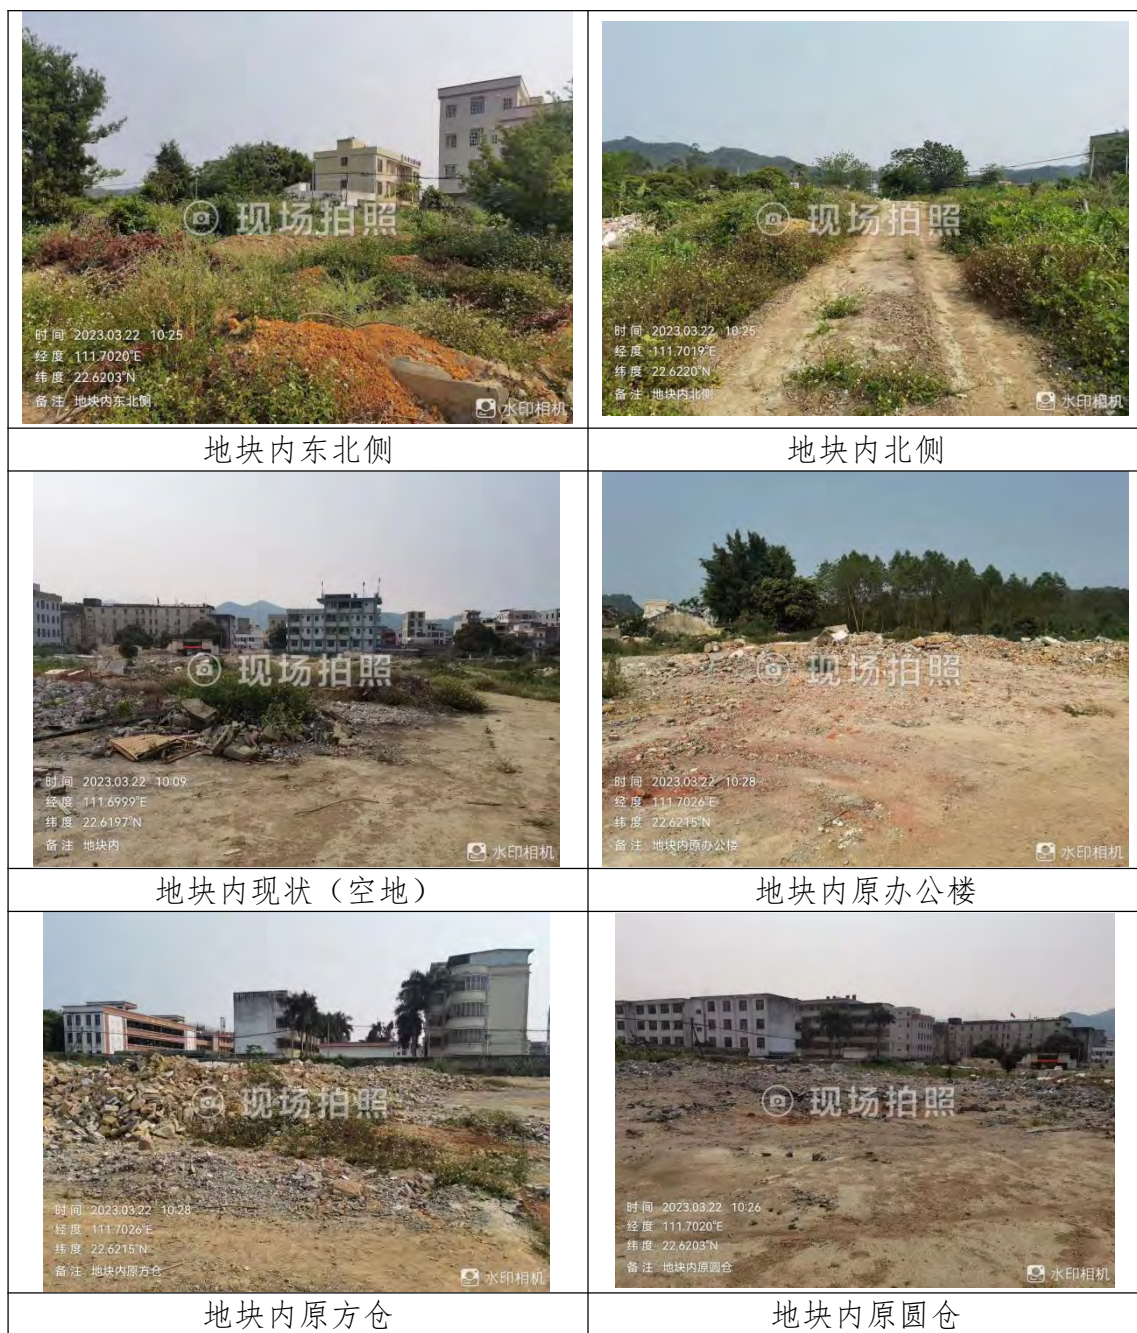 现场拍照
时间 2023.03.22 10:25
经度 111.7020°E
纬度 22.6203°N
备注 地块内东北侧
水印相机
现场拍照
时间 2023.03.22 10:25
经度 111.7019°E
纬度 22.6220°N
备注 地块内北侧
水印相机
地块内东北侧
地块内北侧
现场拍照
时间 2023.03.22 10:09
经度 111.6999°E
纬度 22.6197°N
备注 地块内
水印相机
现场拍照
时间 2023.03.22 10:28
经度 111.7026°E
纬度 22.6215°N
备注 地块内原办公楼
水印相机
地块内现状（空地）
地块内原办公楼
现场拍照
时间 2023.03.22 10:28
经度 111.7026°E
纬度 22.6215°N
备注 地块内原方仓
水印相机
现场拍照
时间 2023.03.22 10:26
经度 111.7020°E
纬度 22.6203°N
备注 地块内原圆仓
水印相机
地块内原方仓
地块内原圆仓